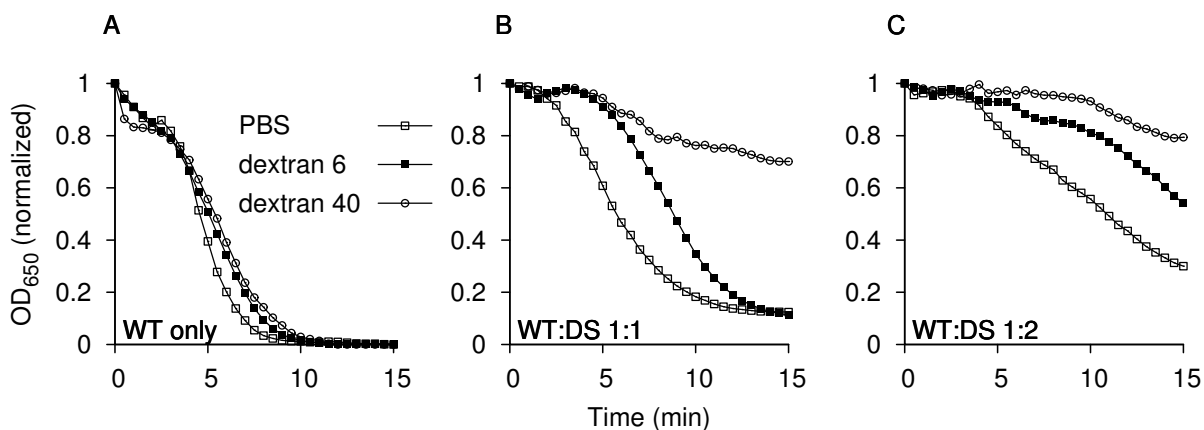 A B C
1 1 1
0.8 0.8 0.8
0.6 0.6 0.6
0.4 0.4 0.4
0.2 0.2 0.2
0 0 0
OD650 (normalized)
PBS
dextran 6
dextran 40
WT only WT:DS 1:1 WT:DS 1:2
0 5 10 15 0 5 10 15 0 5 10 15
Time (min)